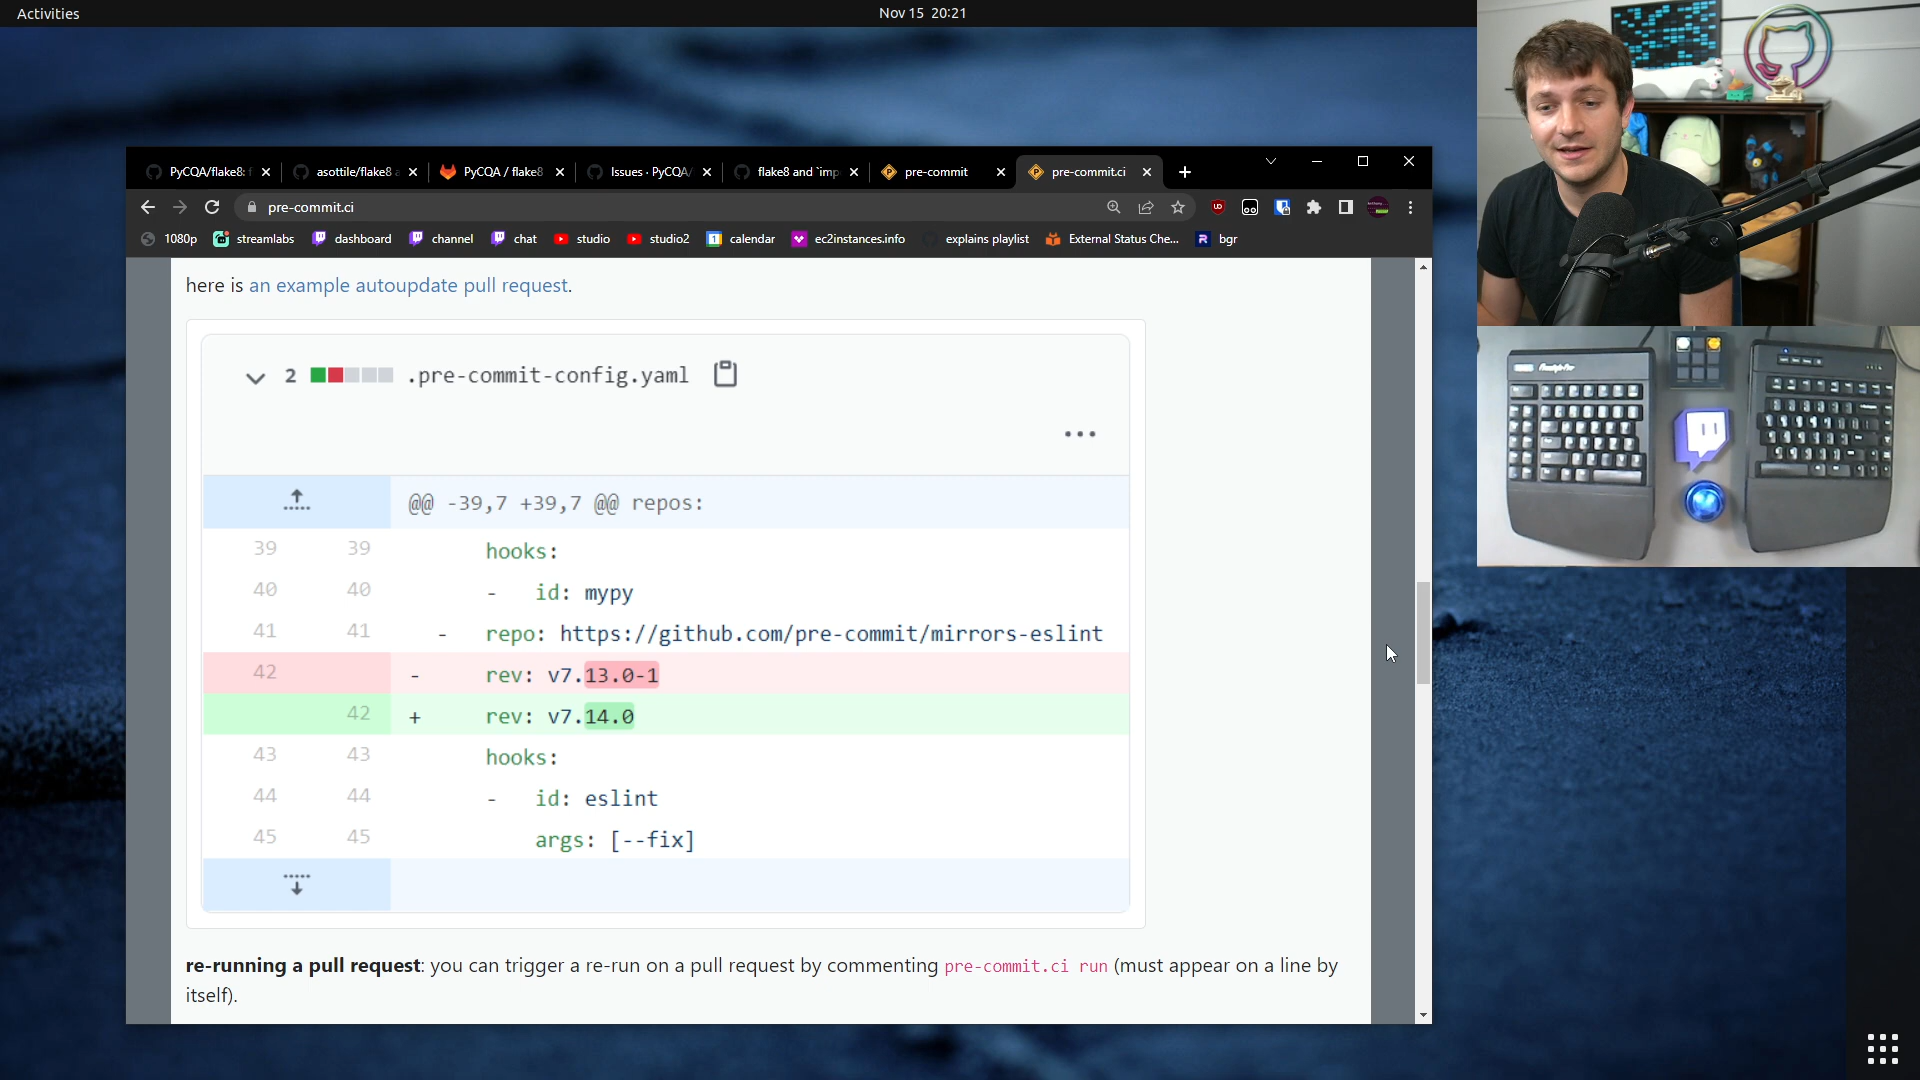 Activities
Nov 15 20:21
PyCQA/flake8: f
asottile/flake8 a
PyCQA / flake8
Issues · PyCQA/
flake8 and `imp
pre-commit
pre-commit.ci
pre-commit.ci
1080p
streamlabs
dashboard
channel
chat
studio
studio2
calendar
ec2instances.info
explains playlist
External Status Che...
bgr
here is an example autoupdate pull request.
2 .pre-commit-config.yaml
@@ -39,7 +39,7 @@ repos:
39 39 hooks:
40 40 - id: mypy
41 41 - repo: https://github.com/pre-commit/mirrors-eslint
42 - rev: v7.13.0-1
42 + rev: v7.14.0
43 43 hooks:
44 44 - id: eslint
45 45 args: [--fix]
re-running a pull request: you can trigger a re-run on a pull request by commenting pre-commit.ci run (must appear on a line by
itself).